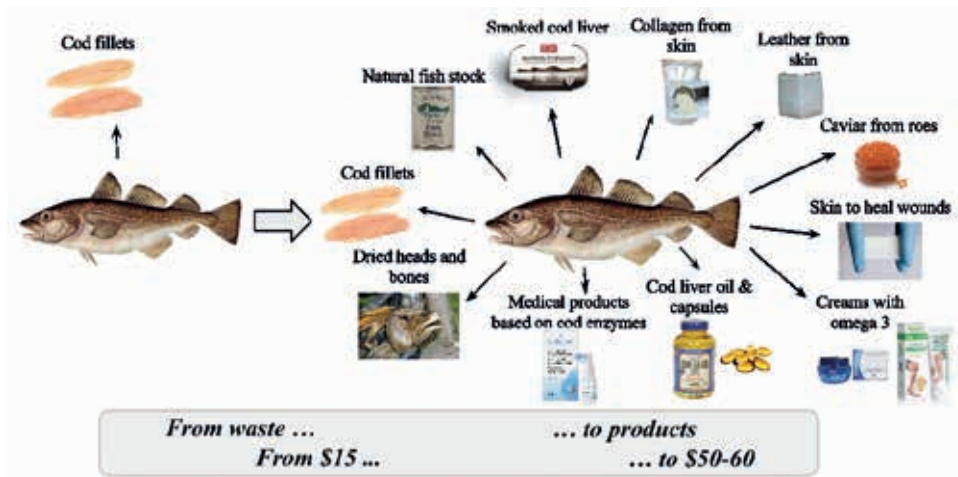 Cod fillets
Smoked cod liver
Collagen from
skin
Leather from
skin
Natural fish stock
Caviar from roes
Cod fillets
Skin to heal wounds
Dried heads and
bones
Medical products
based on cod enzymes
Cod liver oil &
capsules
Creams with
omega 3
From waste ...
... to products
From $15 ...
... to $50-60